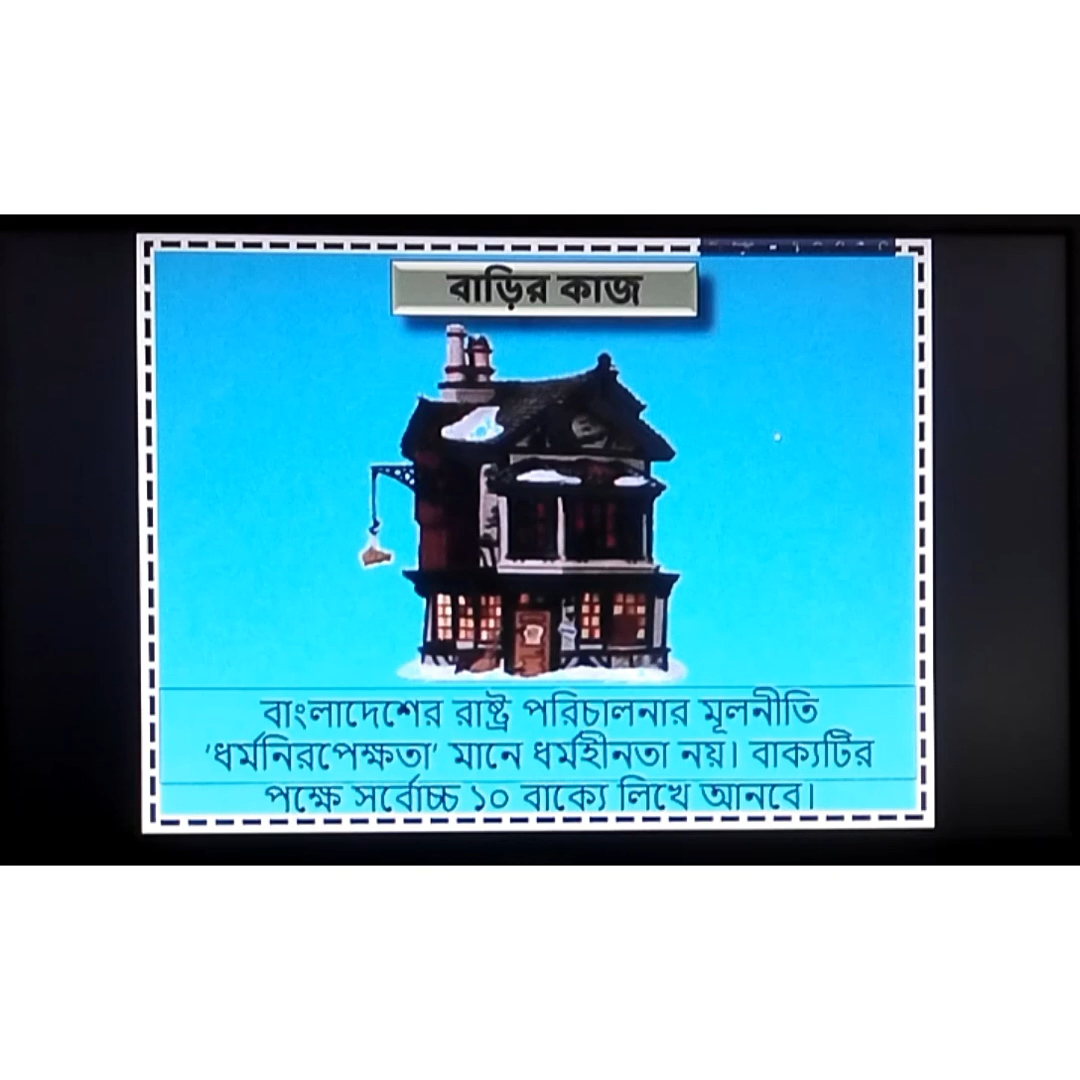 বাড়ির কাজ
বাংলাদেশের রাষ্ট্র পরিচালনার মূলনীতি
'ধর্মনিরপেক্ষতা' মানে ধর্মহীনতা নয়। বাক্যটির
পক্ষে সর্বোচ্চ ১০ বাক্যে লিখে আনবে।